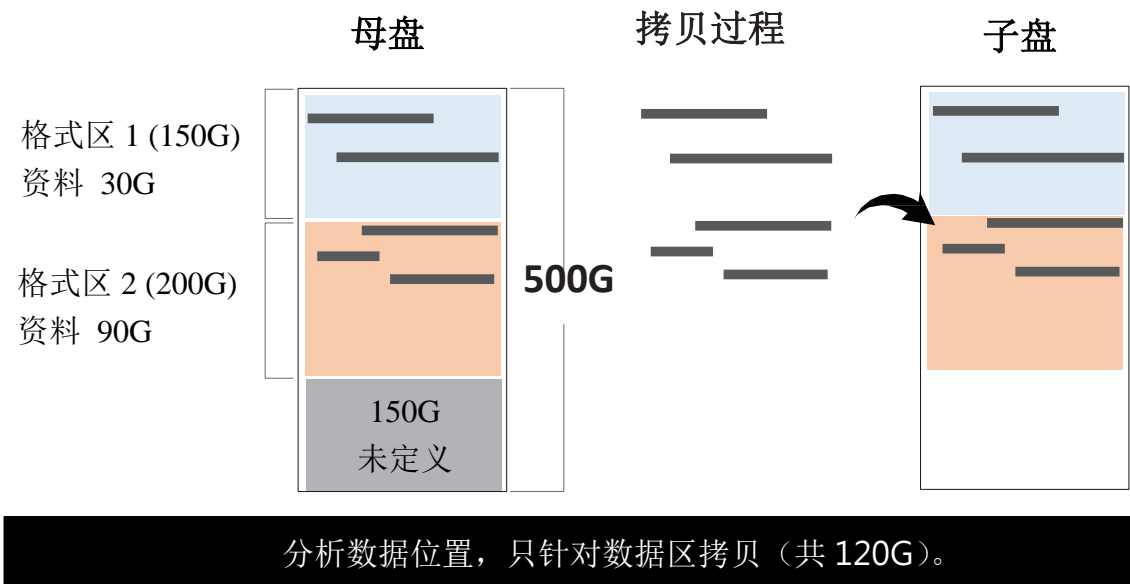 母盘
拷贝过程
子盘
格式区 1 (150G)
资料 30G
格式区 2 (200G)
资料 90G
500G
150G
未定义
分析数据位置，只针对数据区拷贝（共 120G）。